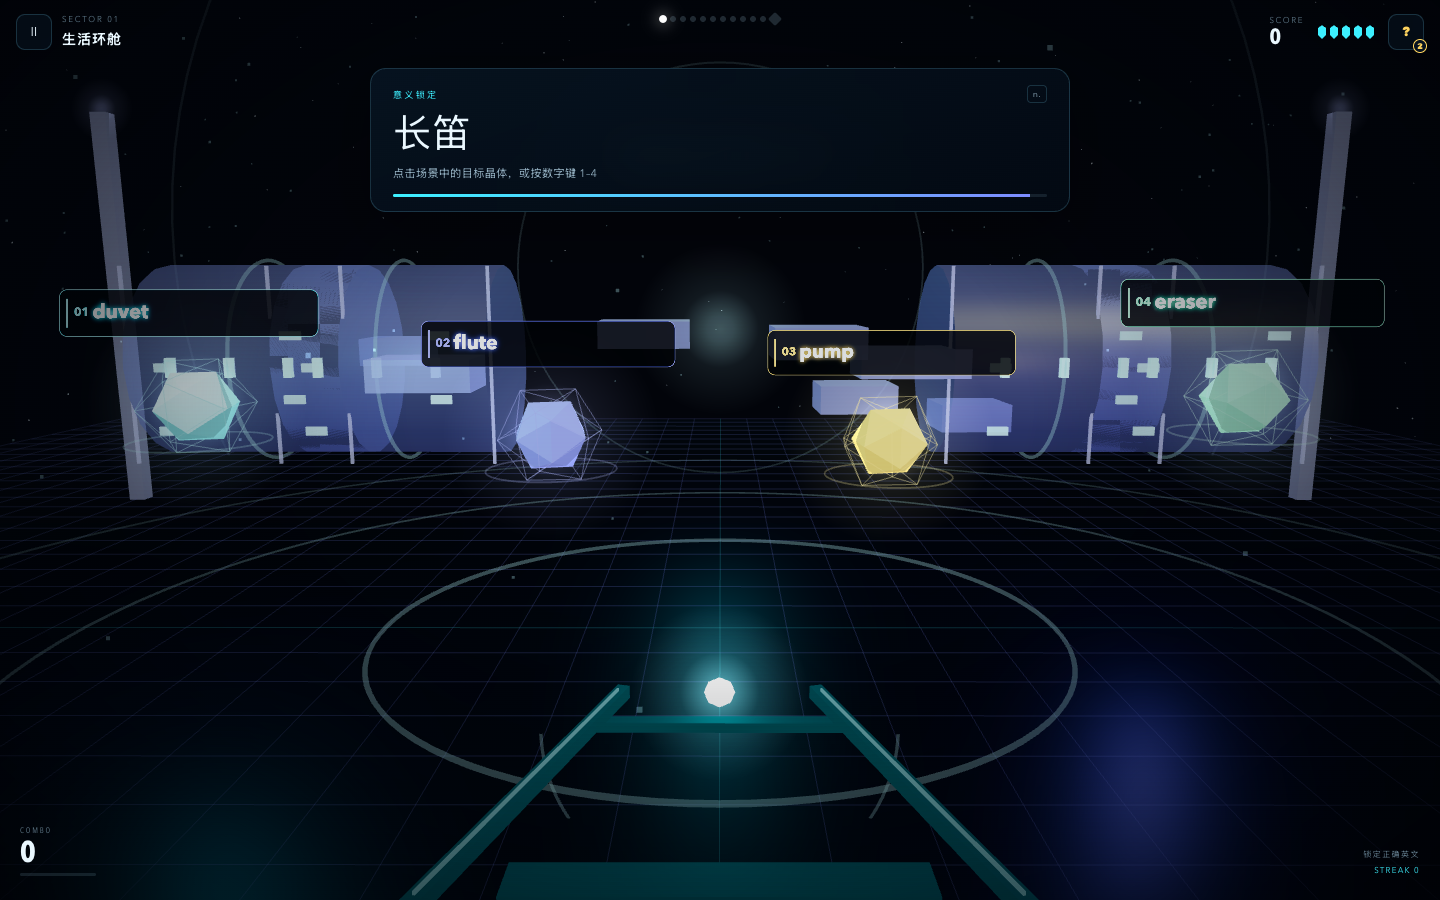 SECTOR 01
生活环舱
SCORE
0
?
2
意义锁定
n.
长笛
点击场景中的目标晶体，或按数字键 1-4
01 duvet
02 flute
03 pump
04 eraser
COMBO
0
锁定正确英文
STREAK 0